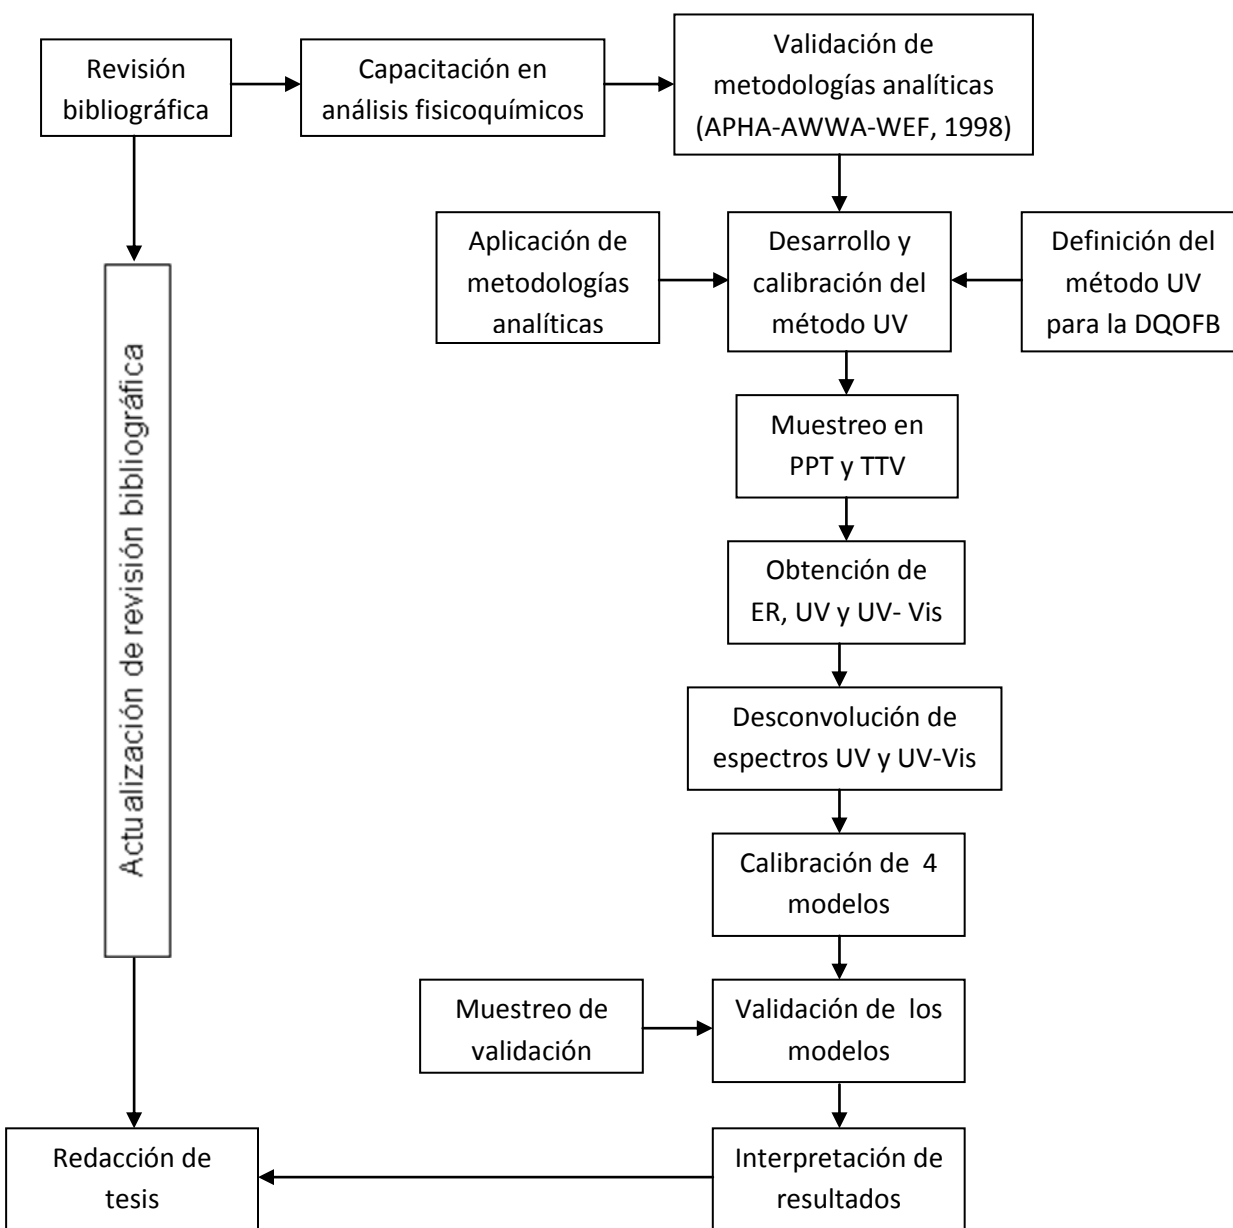 Revisión
bibliográfica
Capacitación en
análisis fisicoquímicos
Validación de
metodologías analíticas
(APHA-AWWA-WEF, 1998)
Aplicación de
metodologías
analíticas
Desarrollo y
calibración del
método UV
Definición del
método UV
para la DQOFB
Actualización de revisión bibliográfica
Muestreo en
PPT y TTV
Obtención de
ER, UV y UV- Vis
Desconvolución de
espectros UV y UV-Vis
Calibración de 4
modelos
Muestreo de
validación
Validación de los
modelos
Redacción de
tesis
Interpretación de
resultados